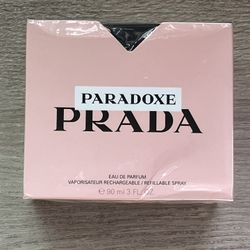 PARADOXE
PRADA
EAU DE PARFUM
VAPORISATEUR RECHARGEABLE / REFILLABLE SPRAY
℮ 90 ml 3 FL. OZ.